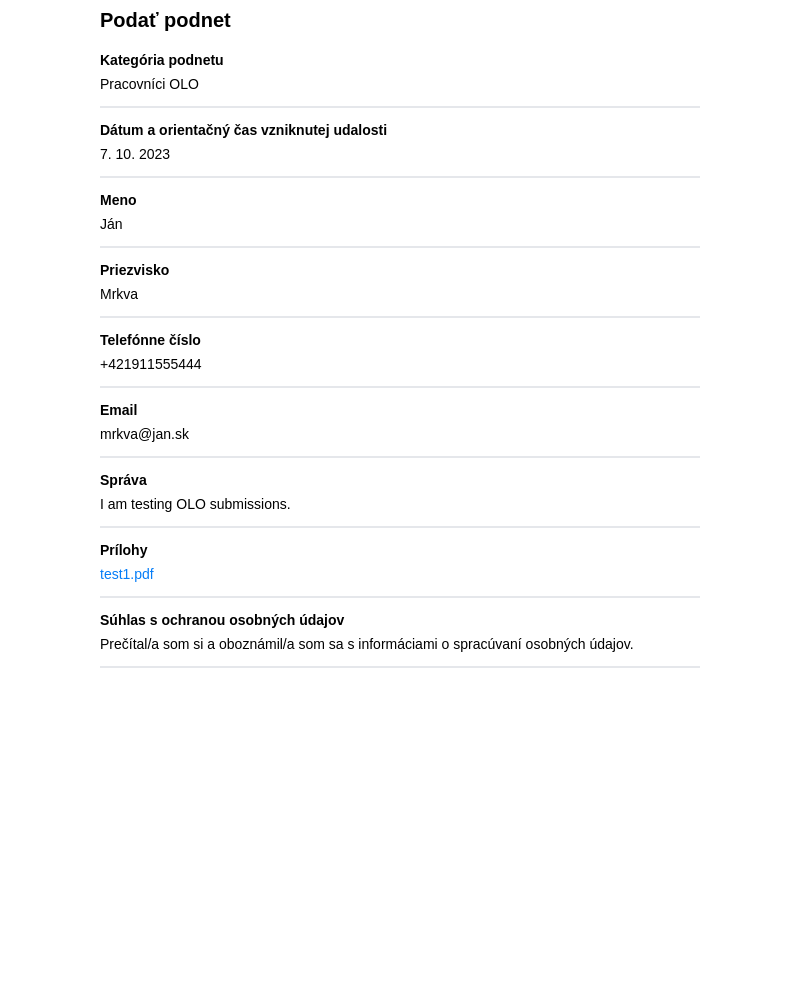 Podať podnet
Kategória podnetu
Pracovníci OLO
Dátum a orientačný čas vzniknutej udalosti
7. 10. 2023
Meno
Ján
Priezvisko
Mrkva
Telefónne číslo
+421911555444
Email
mrkva@jan.sk
Správa
I am testing OLO submissions.
Prílohy
test1.pdf
Súhlas s ochranou osobných údajov
Prečítal/a som si a oboznámil/a som sa s informáciami o spracúvaní osobných údajov.